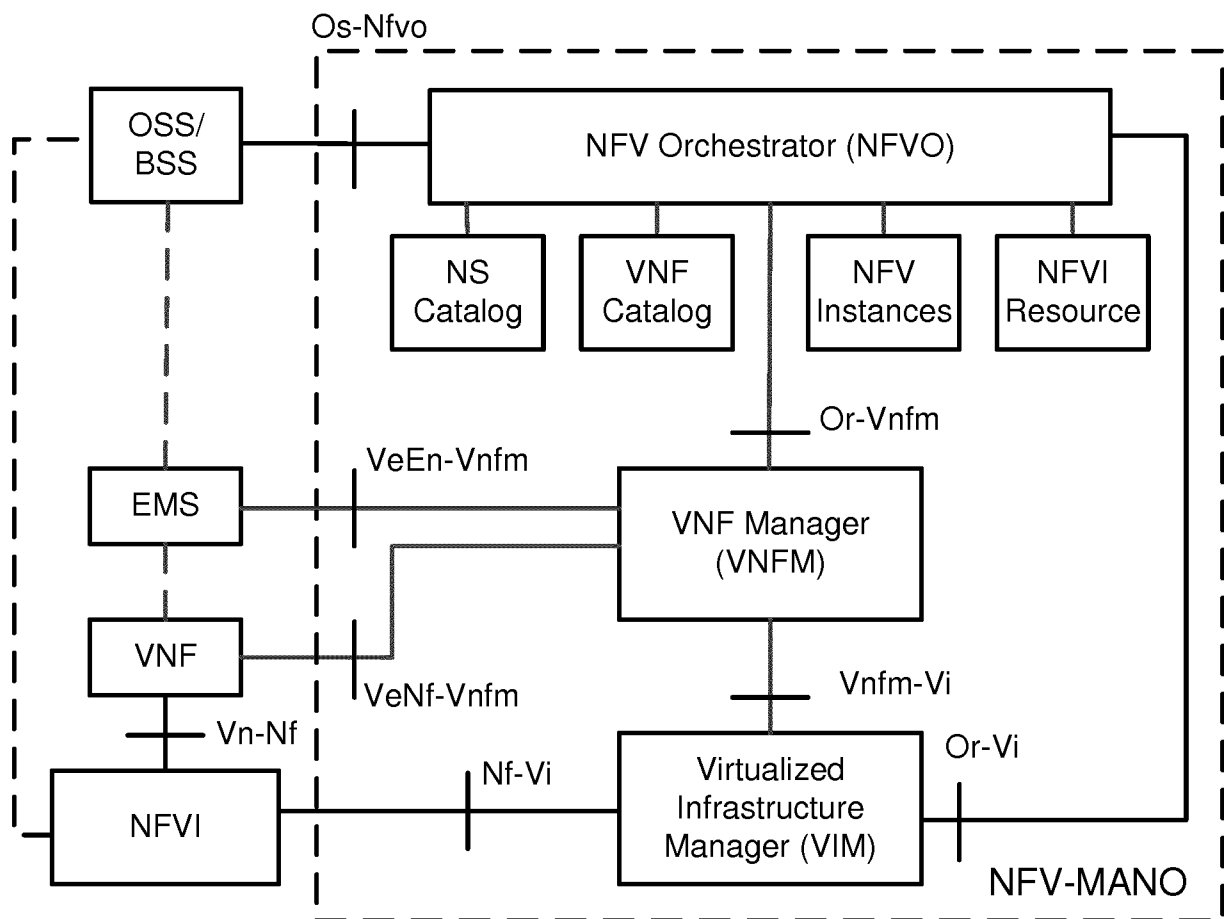 Os-Nfvo
OSS/
BSS
NFV Orchestrator (NFVO)
NS
Catalog
VNF
Catalog
NFV
Instances
NFVI
Resource
Or-Vnfm
VeEn-Vnfm
EMS
VNF Manager
(VNFM)
VNF
VeNf-Vnfm
Vnfm-Vi
Vn-Nf
Or-Vi
Nf-Vi
NFVI
Virtualized
Infrastructure
Manager (VIM)
NFV-MANO